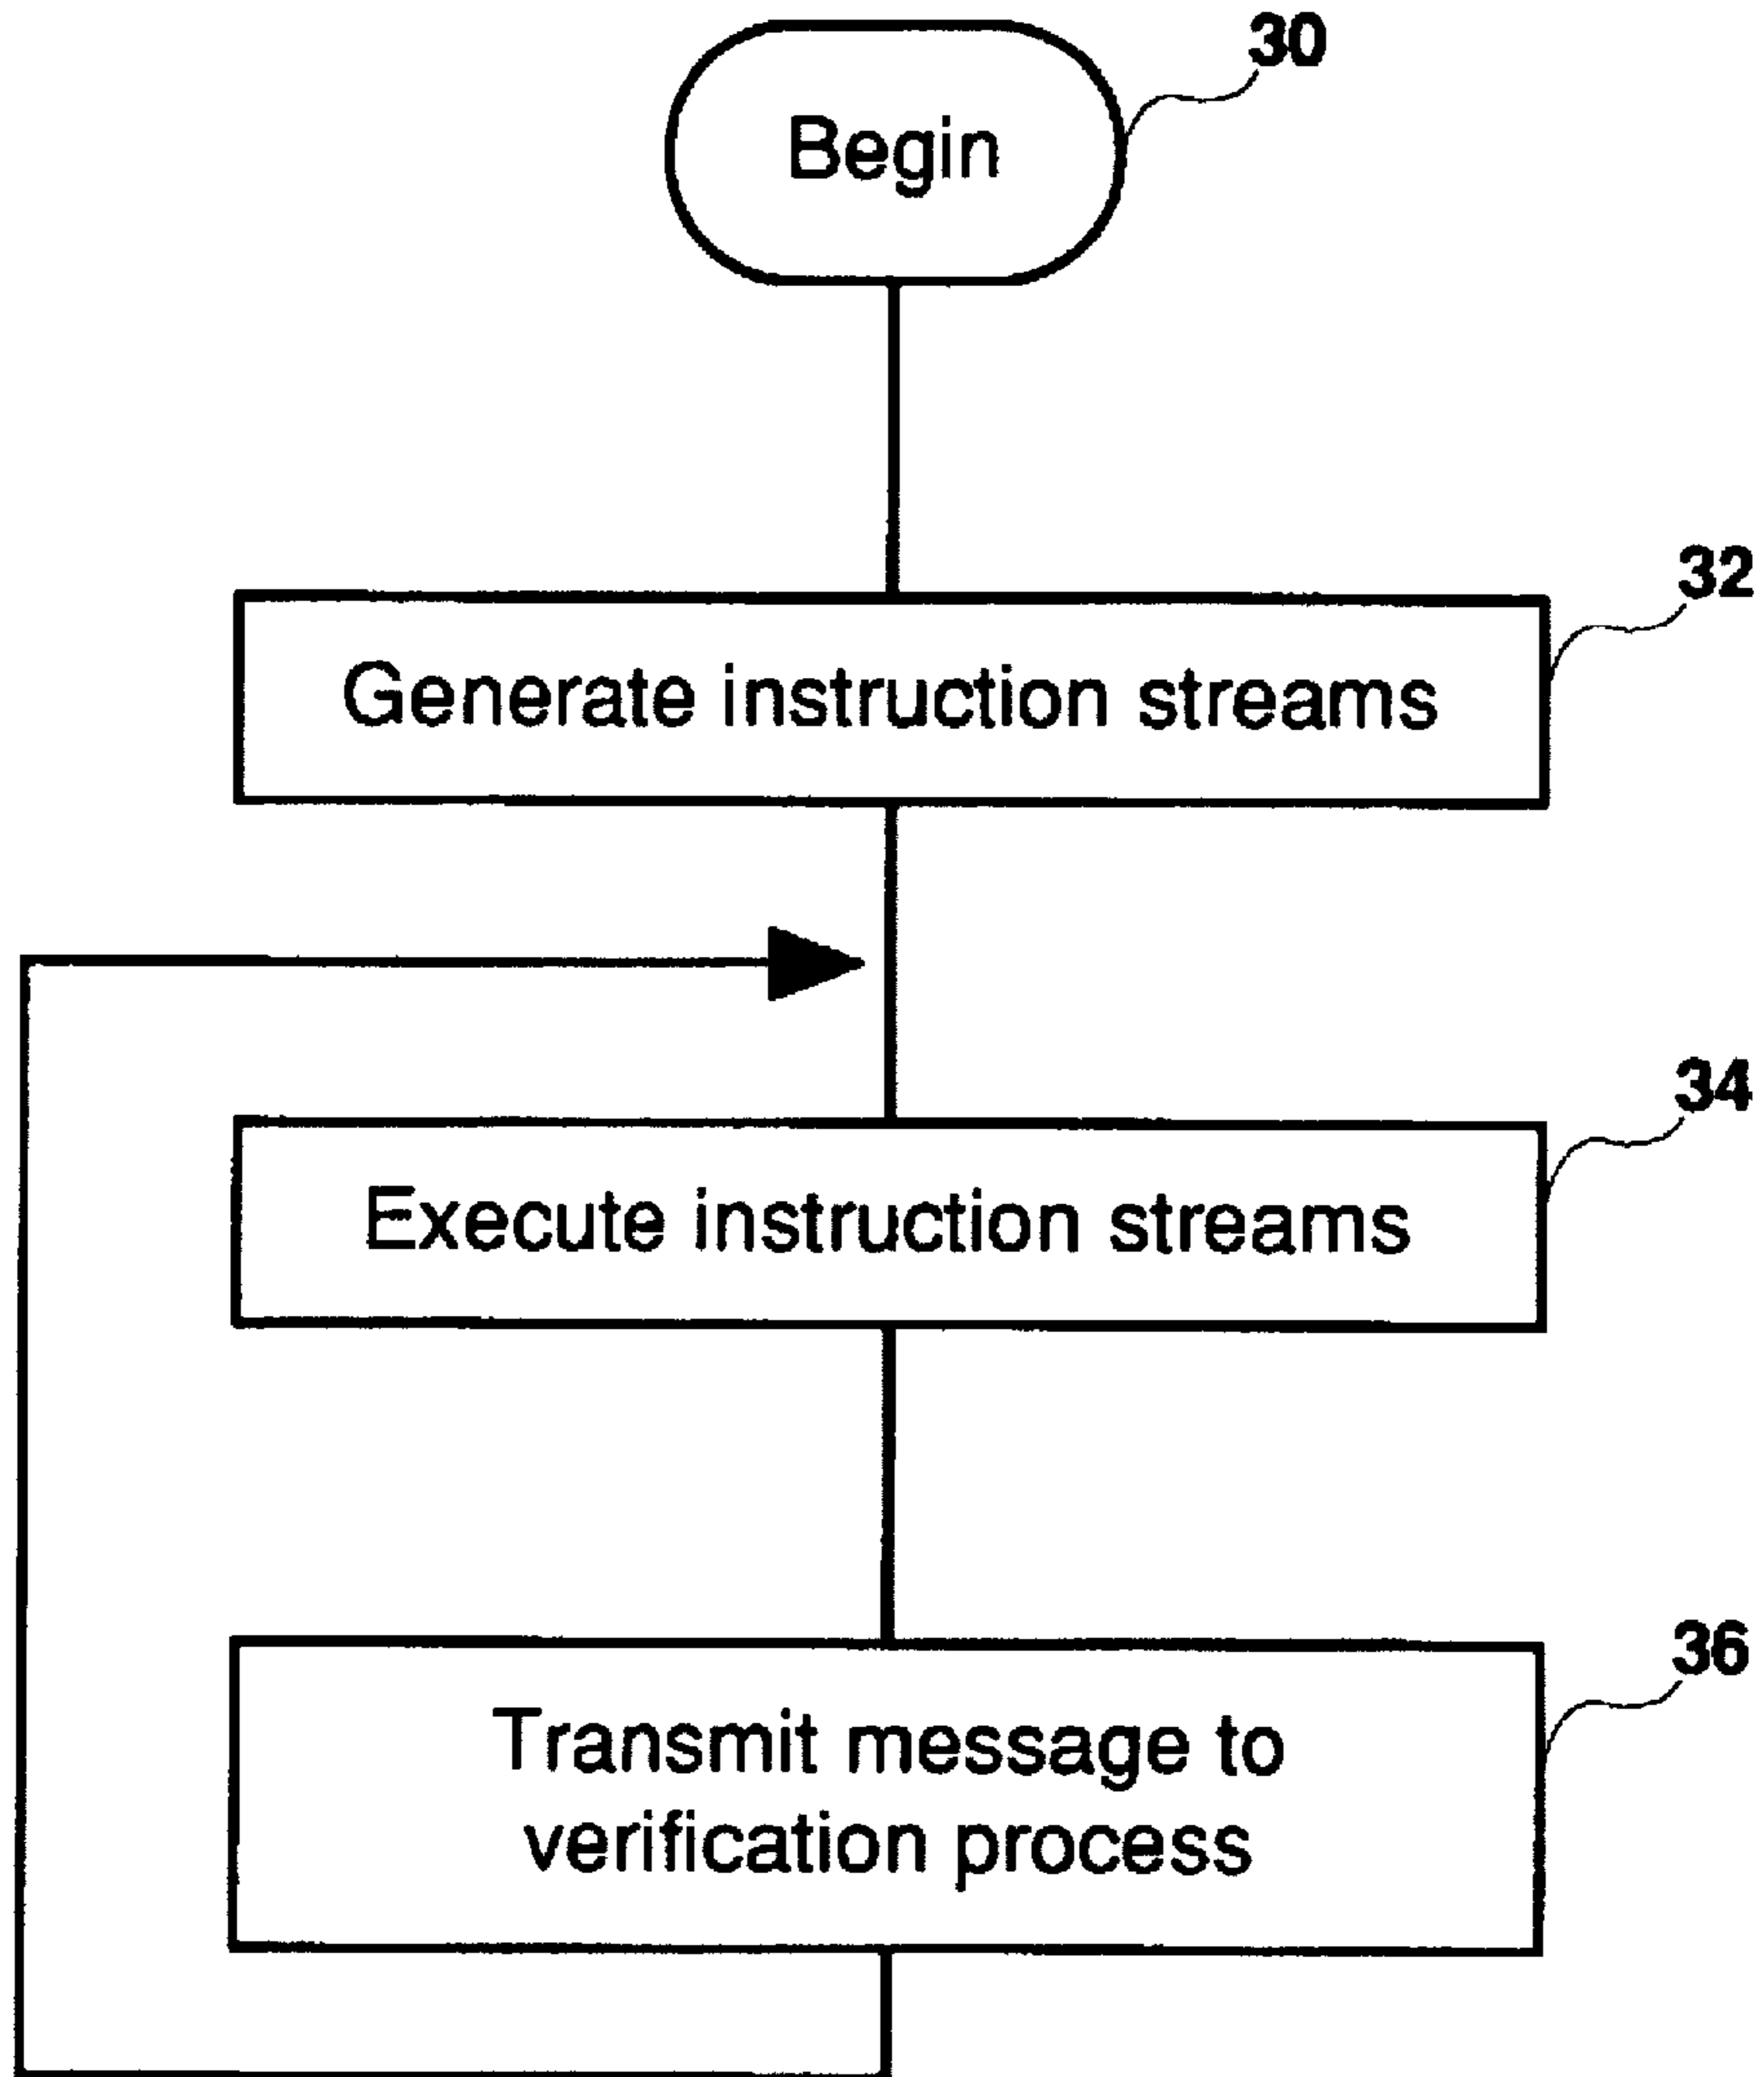 30
Begin
32
Generate instruction streams
34
Execute instruction streams
36
Transmit message to
verification process